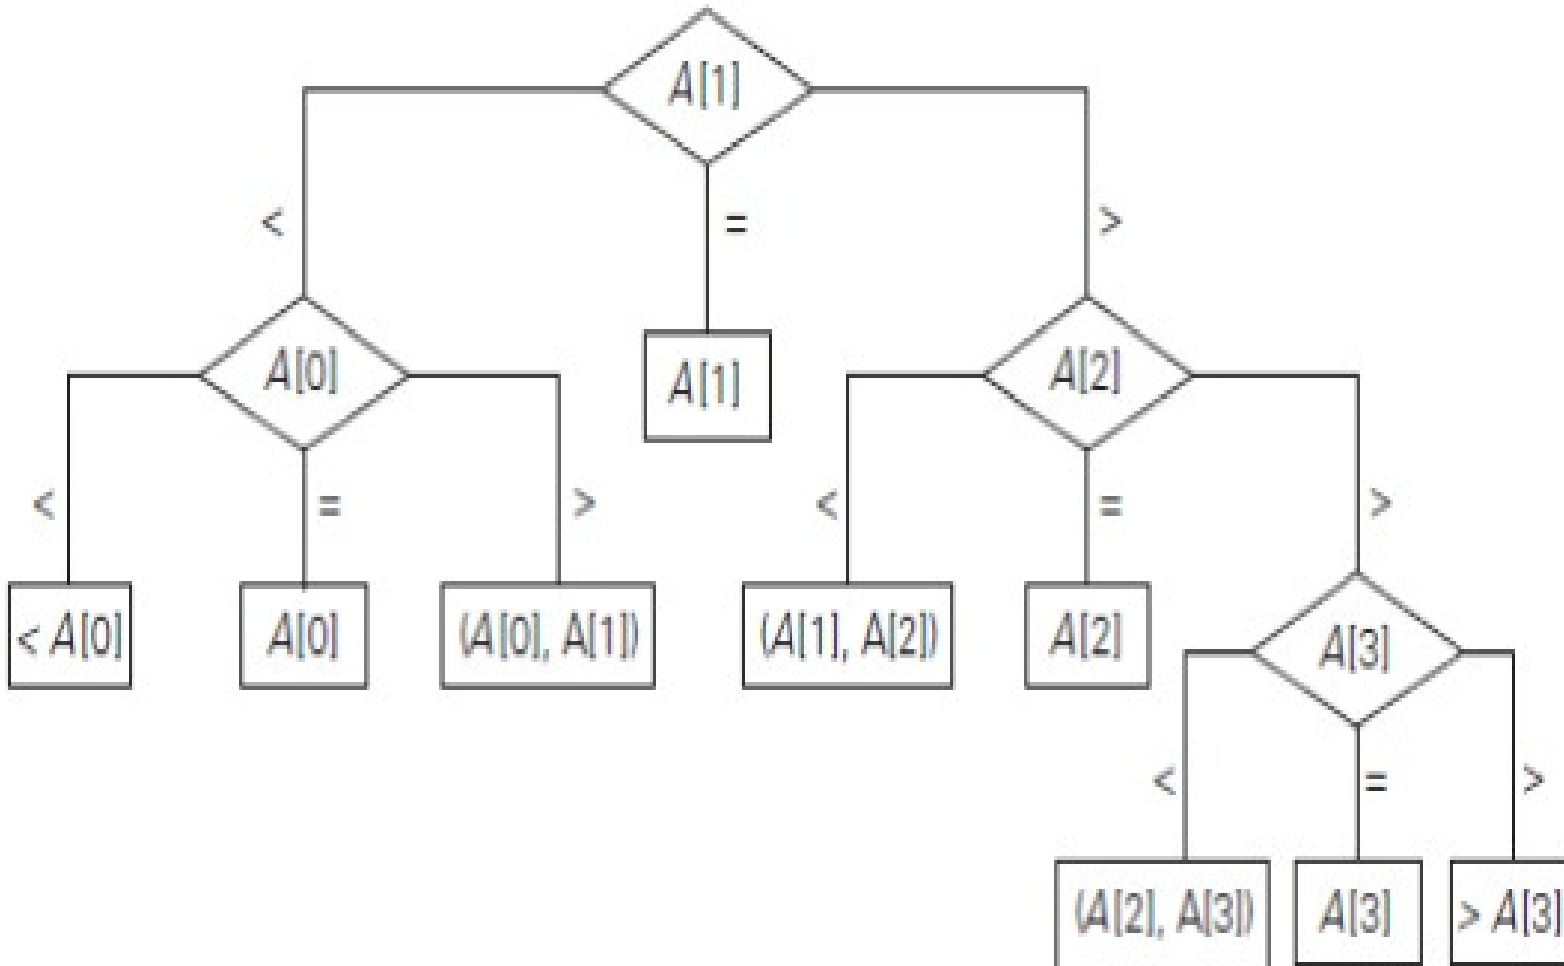 A[1]
< = >
A[0] A[1] A[2]
< = > < = >
< A[0] A[0] (A[0], A[1]) (A[1], A[2]) A[2] A[3]
< = >
(A[2], A[3]) A[3] > A[3]